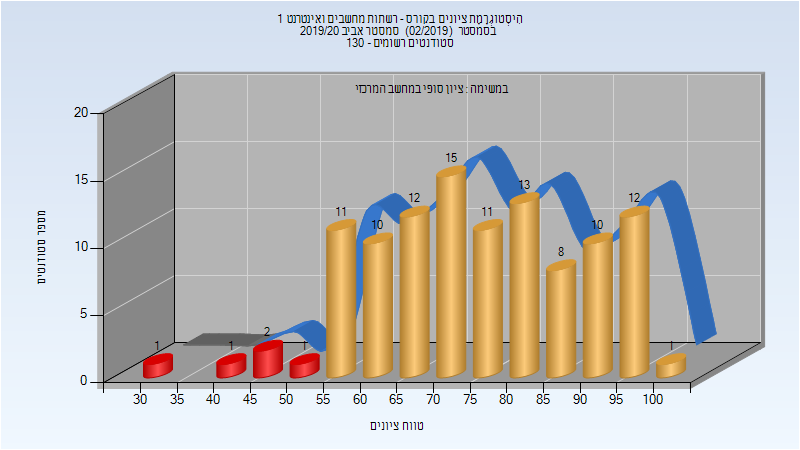 היסטוגרמת ציונים בקורס - רשתות מחשבים ואינטרנט 1
בסמסטר (02/2019) סמסטר אביב 2019/20
סטודנטים רשומים - 130
במשימה : ציון סופי במחשב המרכזי
מספר סטודנטים
20
15
10
5
0
1
1
2
1
11
10
12
15
11
13
8
10
12
1
30 35 40 45 50 55 60 65 70 75 80 85 90 95 100
טווח ציונים